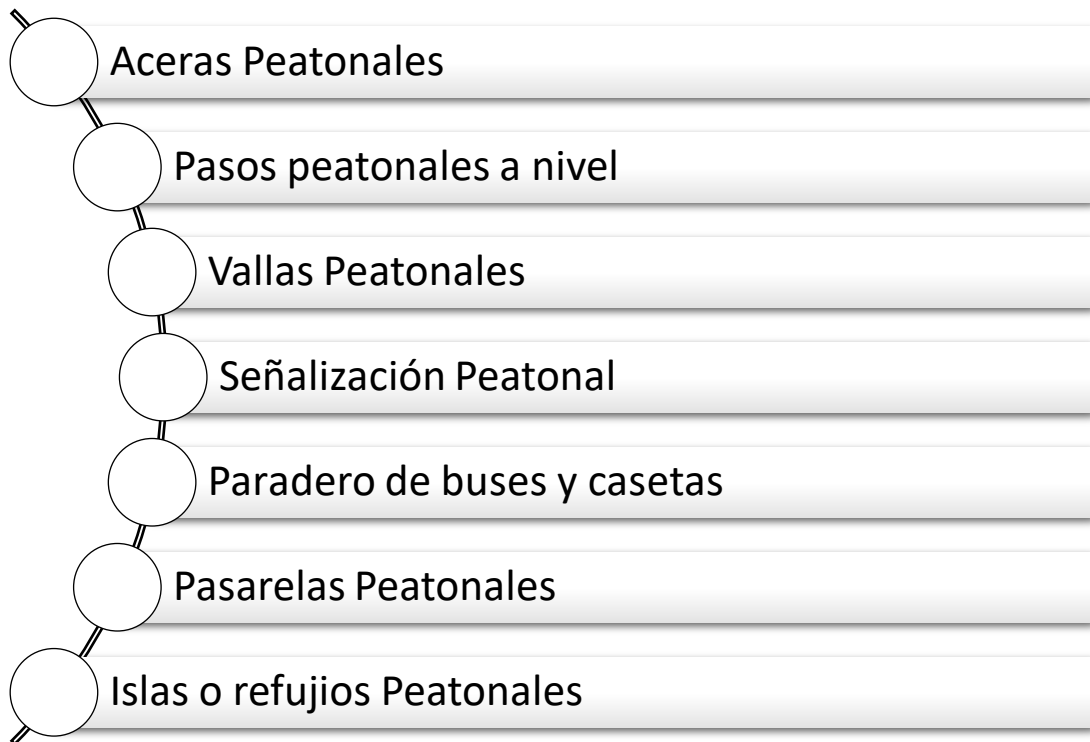 Aceras Peatonales
Pasos peatonales a nivel
Vallas Peatonales
Señalización Peatonal
Paradero de buses y casetas
Pasarelas Peatonales
Islas o refujios Peatonales